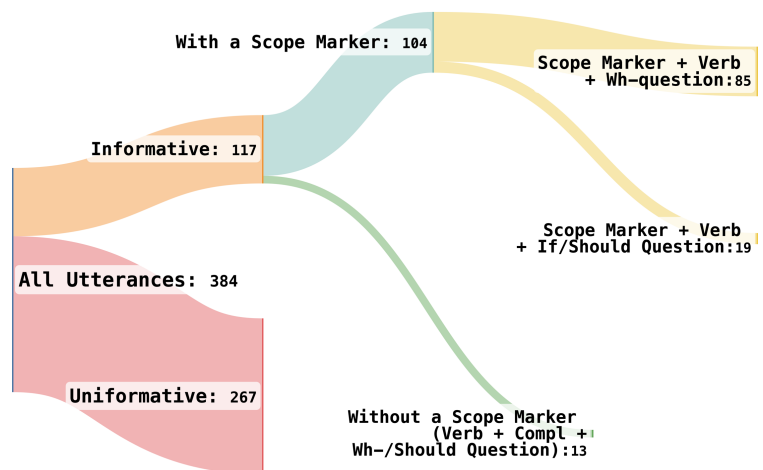 With a Scope Marker: 104
Scope Marker + Verb
+ Wh-question:85
Informative: 117
Scope Marker + Verb
+ If/Should Question:19
All Utterances: 384
Uniformative: 267
Without a Scope Marker
(Verb + Compl +
Wh-/Should Question):13